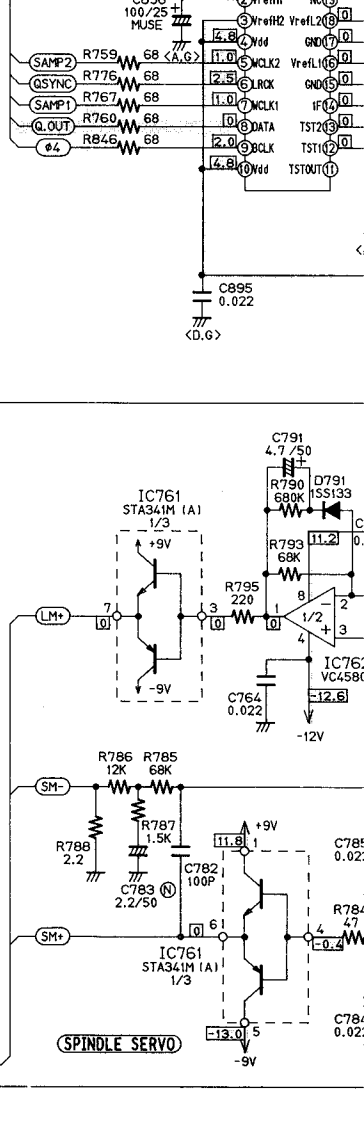 100/25
MUSE
+
<A,G>
3 VrefH2 VrefL2 18 0
4.8 4 Vdd GND 17 0
SAMP2 R759 68 1.0 5 WCLK2 VrefL1 16 0
QSYNC R776 68 2.5 6 LRCK GND 15 0
SAMP1 R767 68 1.0 7 WCLK1 IF 14 0
Q.OUT R760 68 0 8 DATA TST2 13 0
ø4 R846 68 2.0 9 BCLK TST1 12 0
4.8 10 Vdd TSTOUT 11
C895
0.022
<D.G>
C791
4.7 /50
+
R790
680K
D791
1SS133
IC761
STA341M (A)
1/3
+9V
11.2
R793
68K
LM+
7
0
3
0
R795
220
1
0
8
1/2
−
2
+
3
4
-9V
C764
0.022
VC4580
-12.6
-12V
SM-
R786
12K
R785
68K
R788
2.2
R787
1.5K
C783 N
2.2/50
C782
100P
11.8
+9V
1
SM+
0
6
IC761
STA341M (A)
1/3
4
-0.4
R784
47
-13.0
5
-9V
SPINDLE SERVO